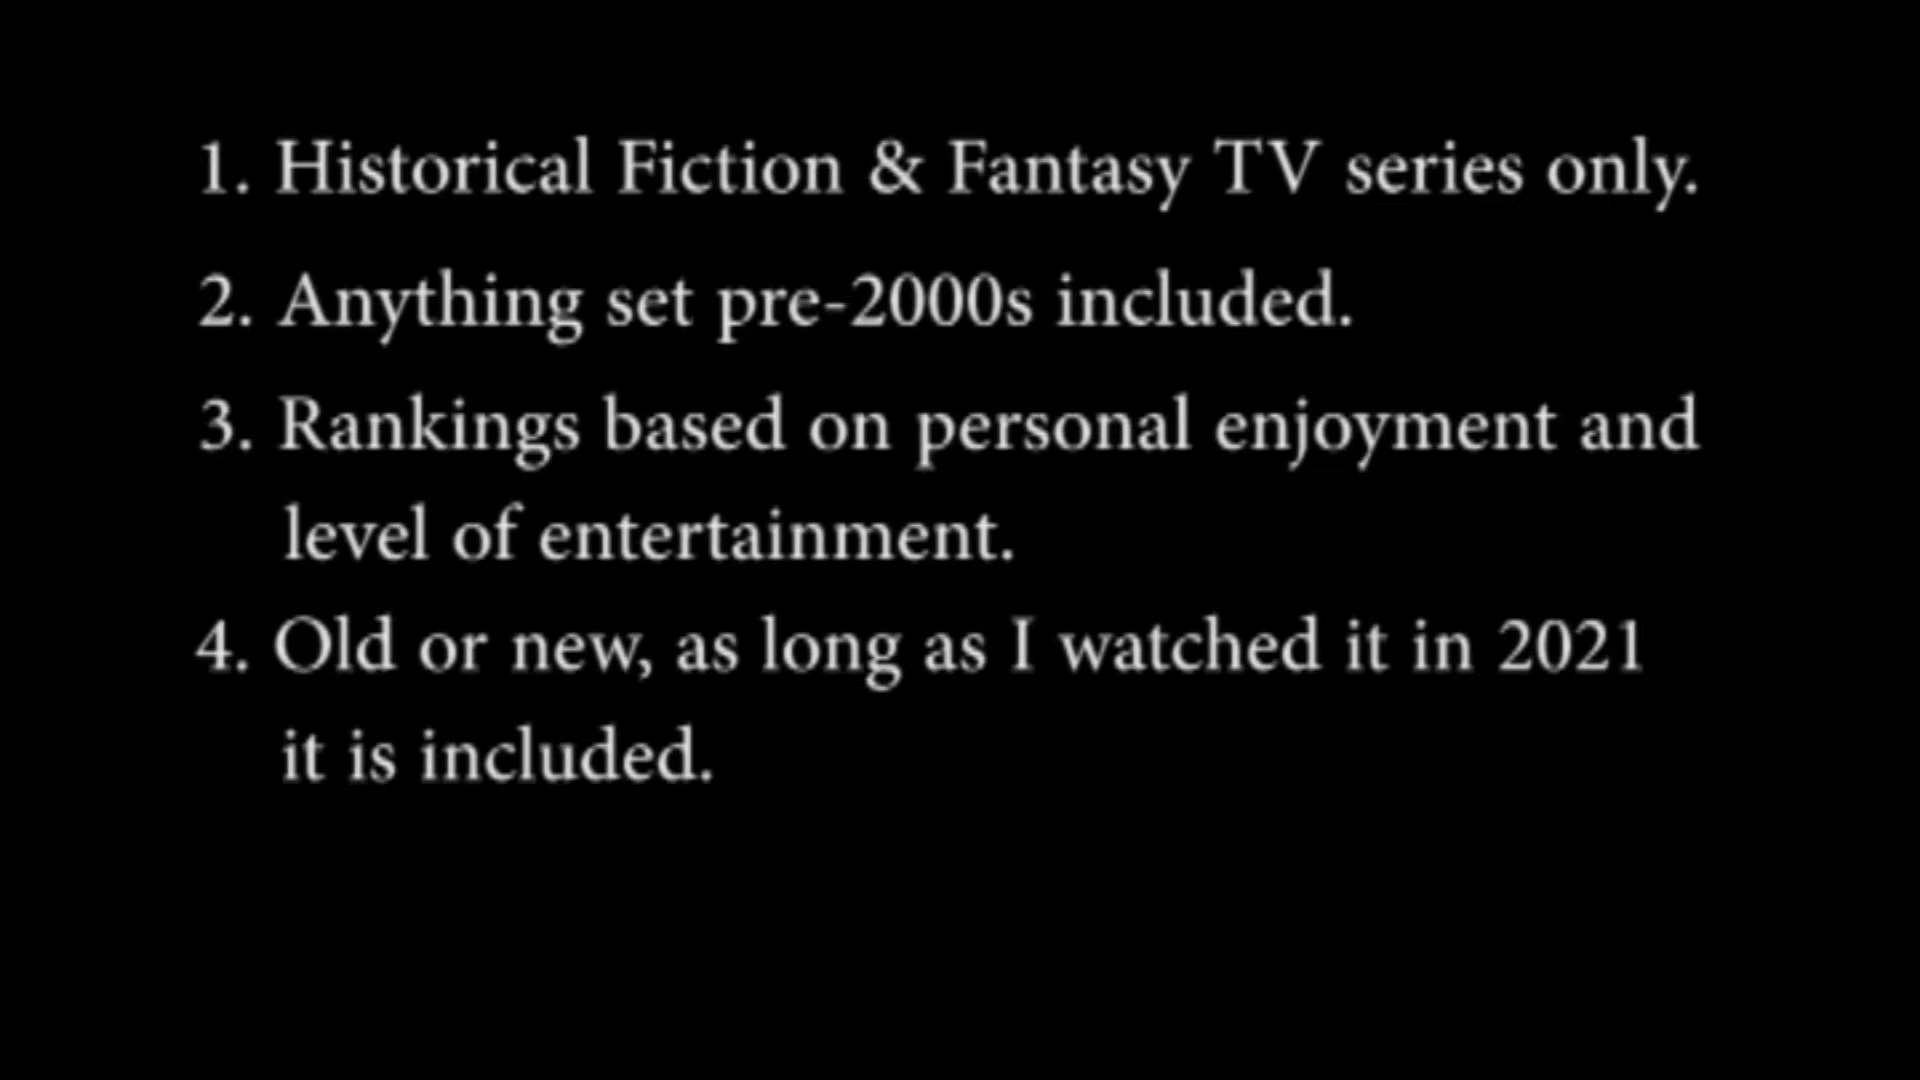 1. Historical Fiction & Fantasy TV series only.
2. Anything set pre-2000s included.
3. Rankings based on personal enjoyment and
level of entertainment.
4. Old or new, as long as I watched it in 2021
it is included.